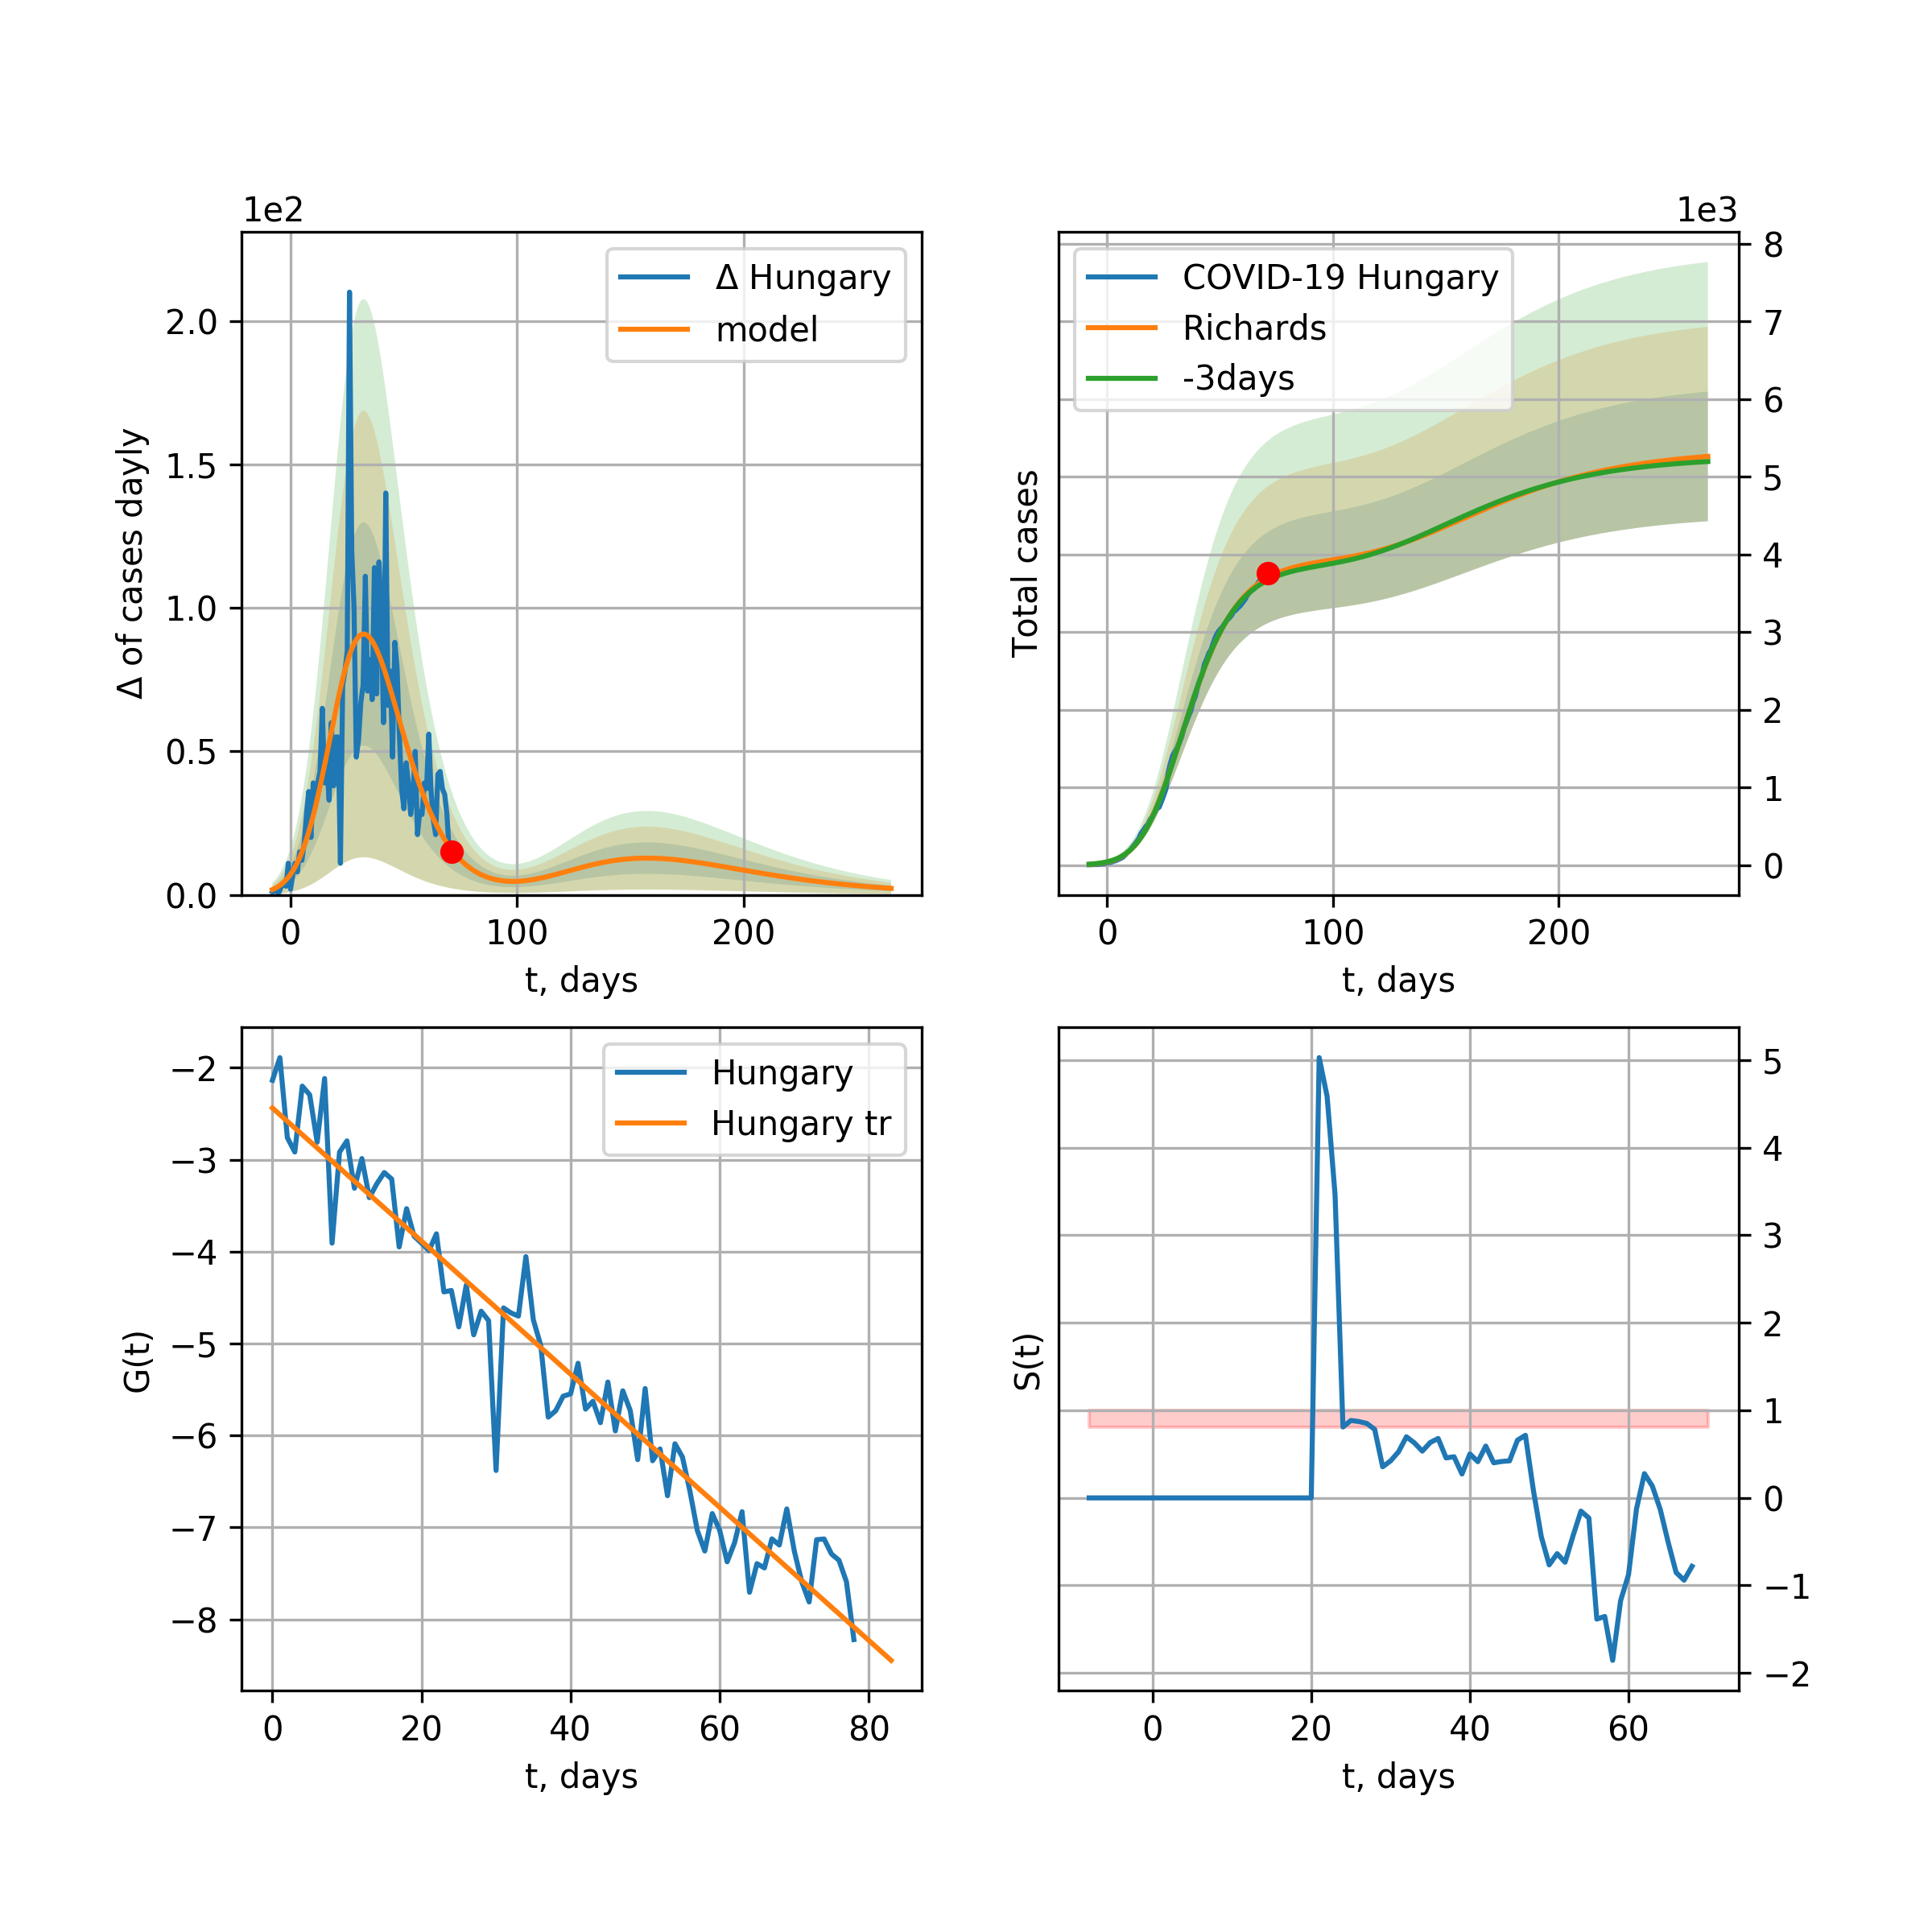 1e2
Δ of cases dayly
2.0
1.5
1.0
0.5
0.0
Δ Hungary
model
0 100 200
t, days
1e3
Total cases
COVID-19 Hungary
Richards
-3days
8
7
6
5
4
3
2
1
0
0 100 200
t, days
G(t)
−2
−3
−4
−5
−6
−7
−8
Hungary
Hungary tr
0 20 40 60 80
t, days
S(t)
5
4
3
2
1
0
−1
−2
0 20 40 60
t, days